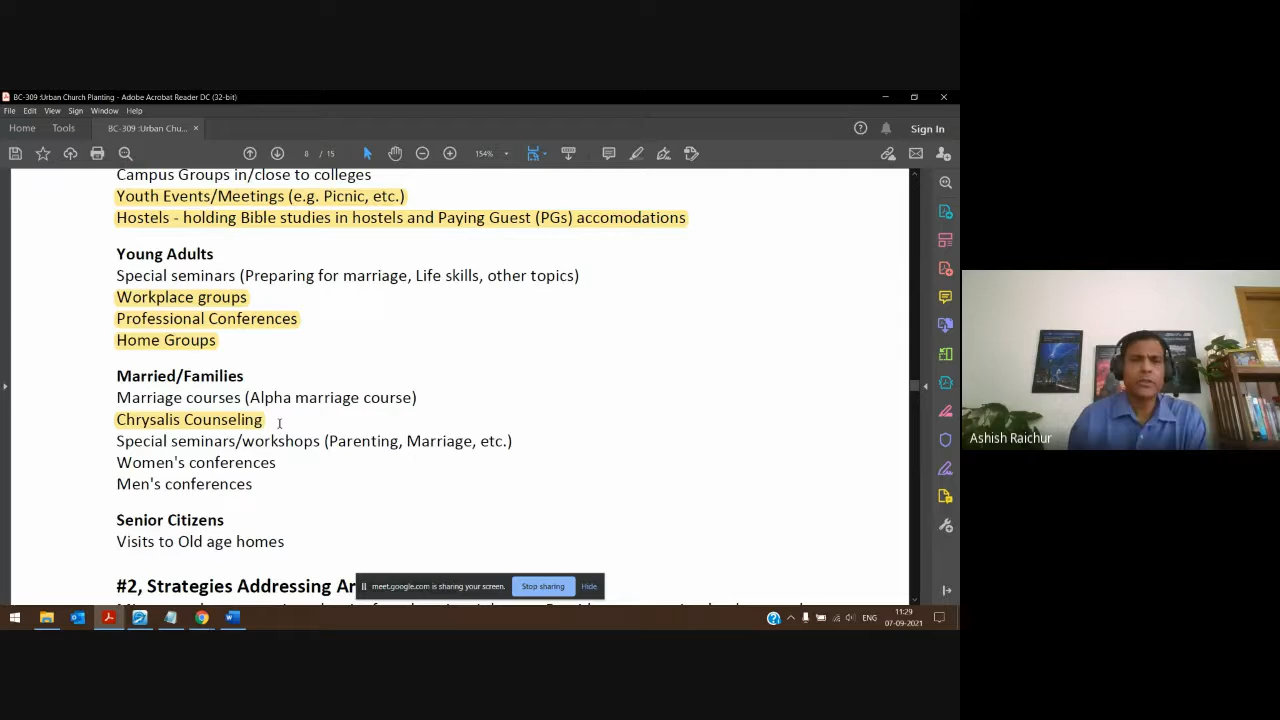 BC-309 :Urban Church Planting - Adobe Acrobat Reader DC (32-bit)
File Edit View Sign Window Help
Home Tools BC-309 :Urban Chu... × Sign In
8 / 15 154%
Campus Groups in/close to colleges
Youth Events/Meetings (e.g. Picnic, etc.)
Hostels - holding Bible studies in hostels and Paying Guest (PGs) accomodations
Young Adults
Special seminars (Preparing for marriage, Life skills, other topics)
Workplace groups
Professional Conferences
Home Groups
Married/Families
Marriage courses (Alpha marriage course)
Chrysalis Counseling
Special seminars/workshops (Parenting, Marriage, etc.)
Women's conferences
Men's conferences
Senior Citizens
Visits to Old age homes
#2, Strategies Addressing Ar
meet.google.com is sharing your screen. Stop sharing Hide
ENG 11:29
07-09-2021
Ashish Raichur